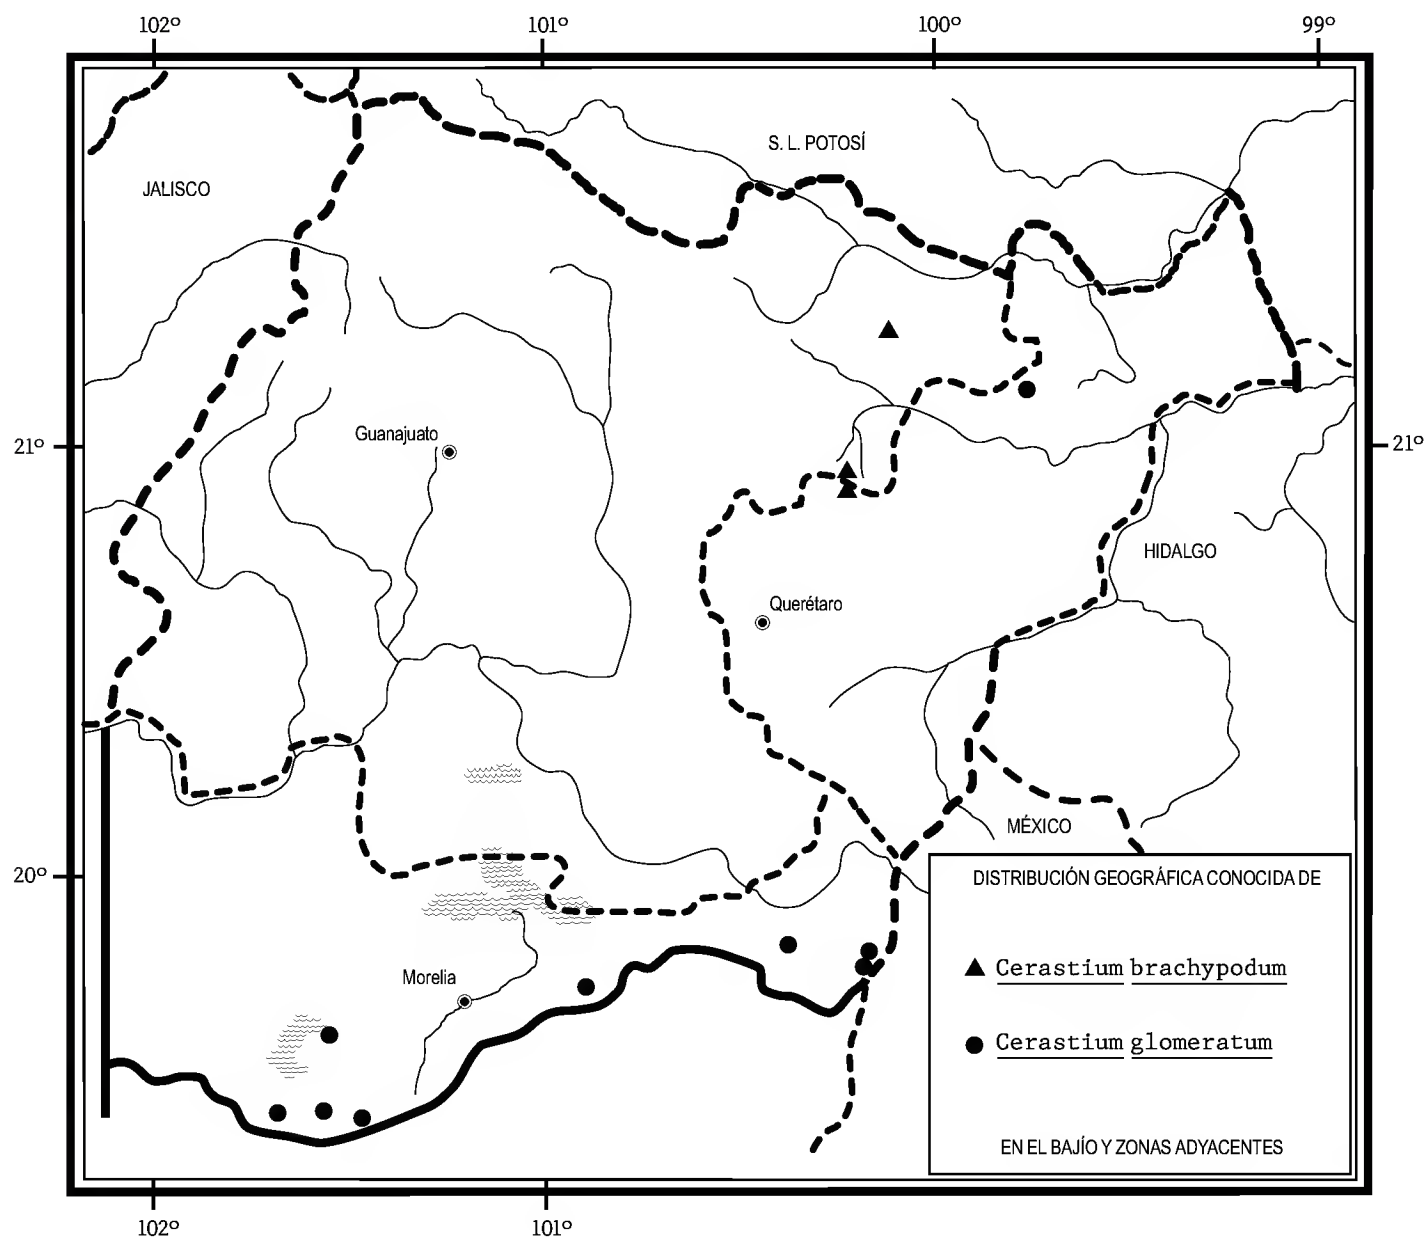 102º
101º
100º
99º
S. L. POTOSÍ
JALISCO
Guanajuato
21º
21º
HIDALGO
Querétaro
MÉXICO
20º
DISTRIBUCIÓN GEOGRÁFICA CONOCIDA DE
Cerastium brachypodum
Morelia
Cerastium glomeratum
EN EL BAJÍO Y ZONAS ADYACENTES
102º
101º